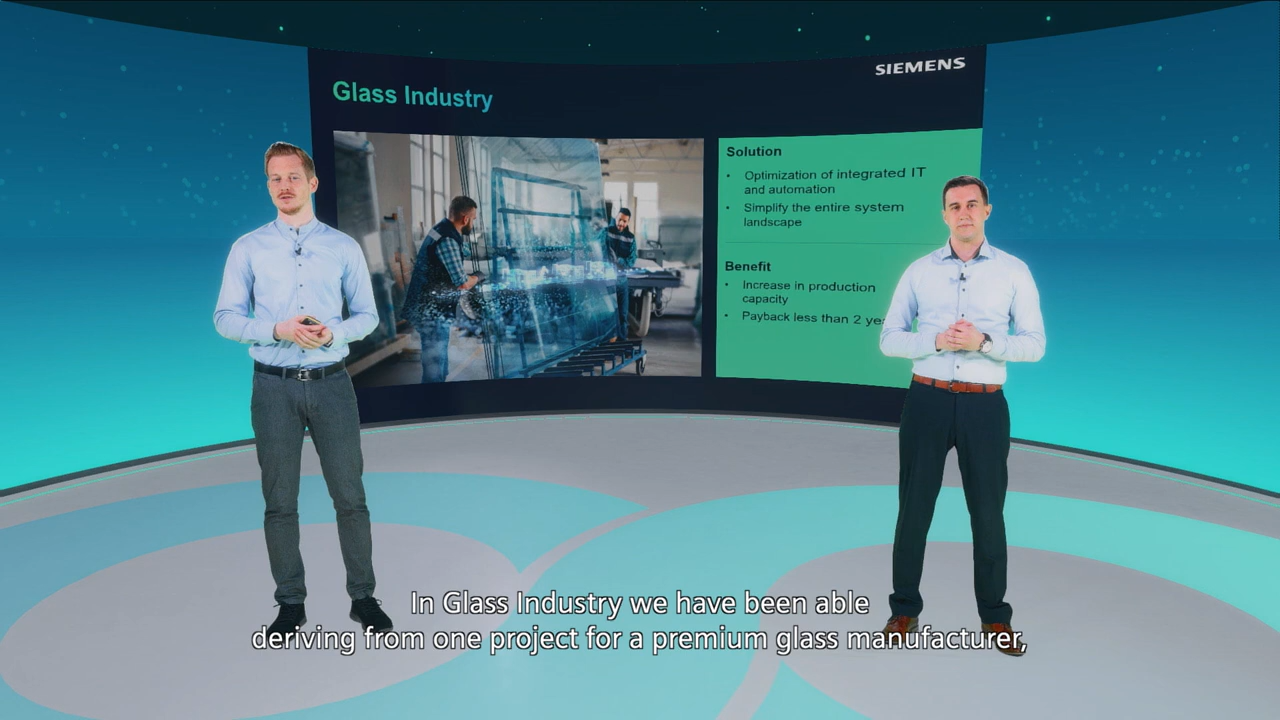 SIEMENS
Glass Industry
Solution
• Optimization of integrated IT
and automation
• Simplify the entire system
landscape
Benefit
• Increase in production
capacity
• Payback less than 2
In Glass Industry we have been able
deriving from one project for a premium glass manufacturer,